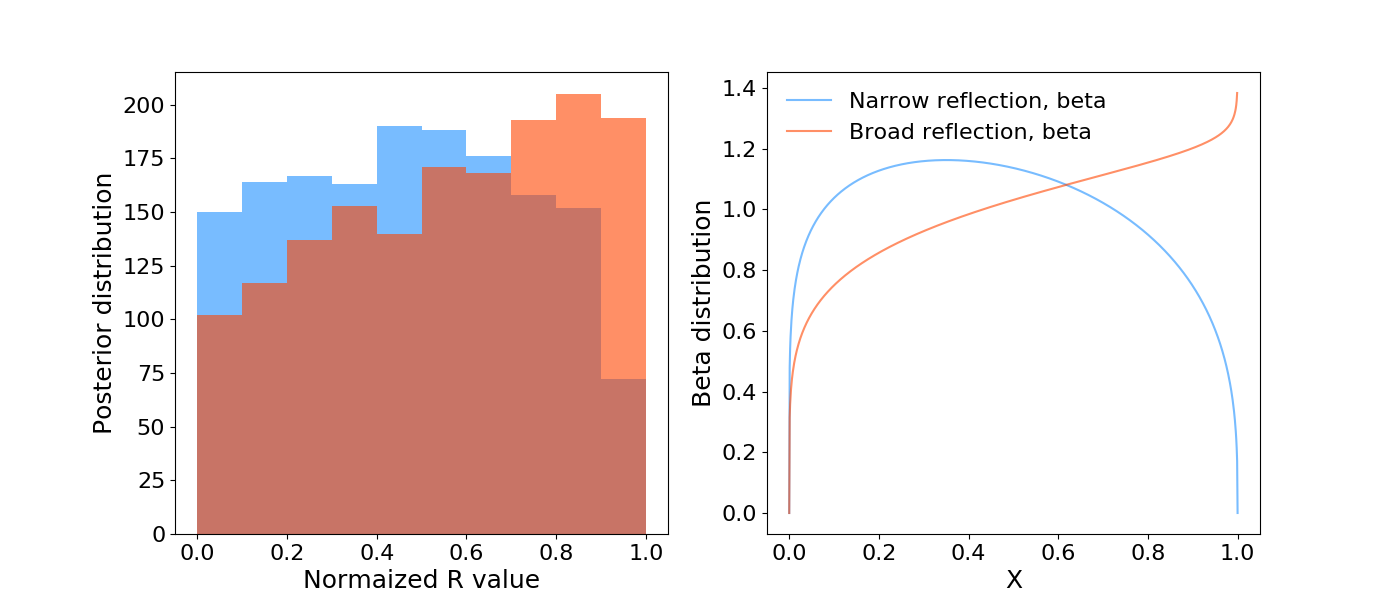 Posterior distribution
200
175
150
125
100
75
50
25
0
0.0 0.2 0.4 0.6 0.8 1.0
Normaized R value
Beta distribution
1.4
1.2
1.0
0.8
0.6
0.4
0.2
0.0
Narrow reflection, beta
Broad reflection, beta
0.0 0.2 0.4 0.6 0.8 1.0
X